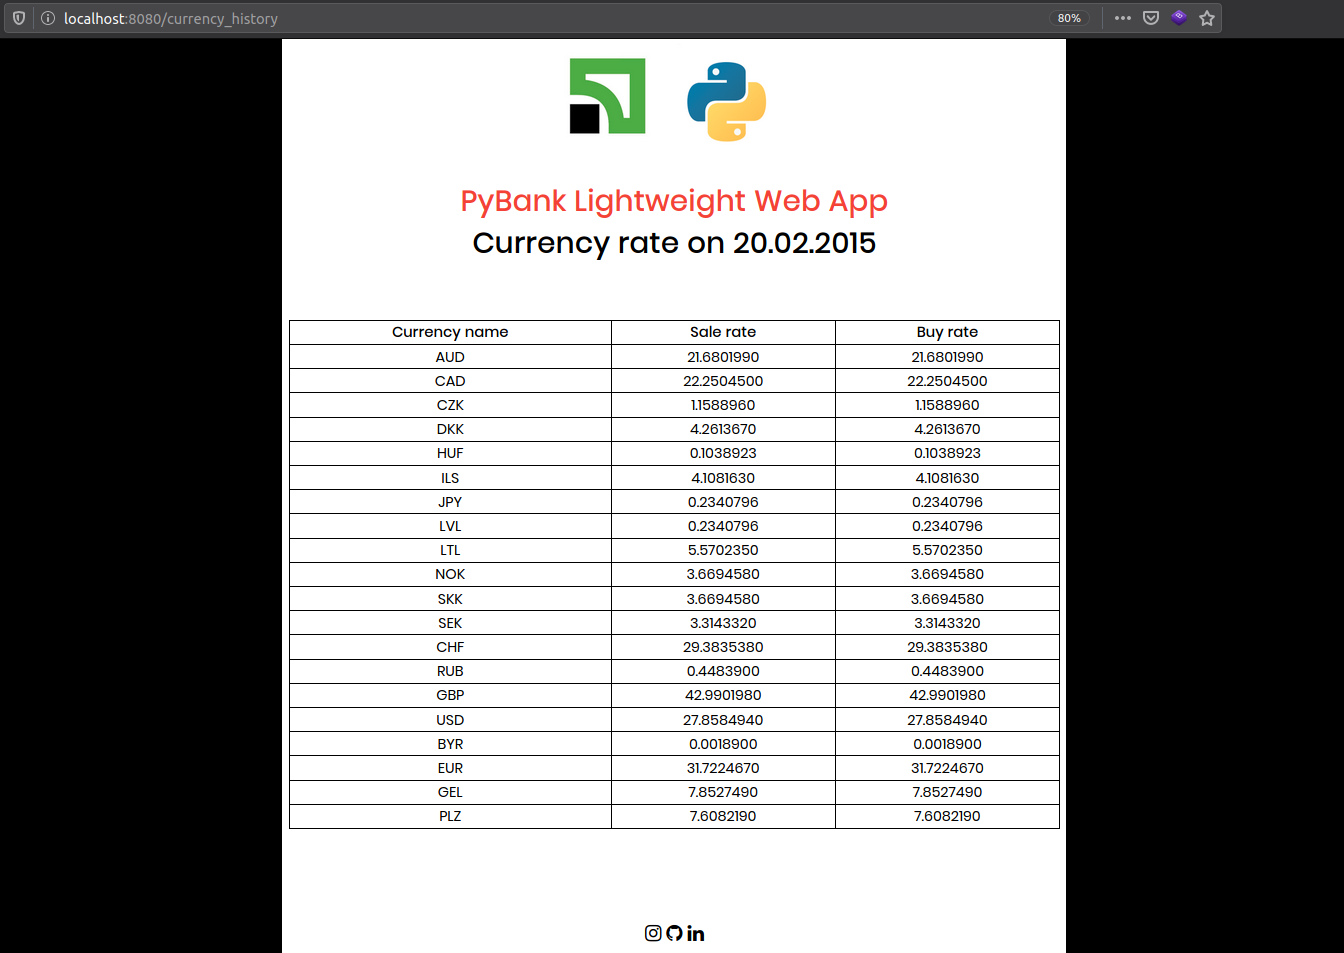 localhost:8080/currency_history 80%
PyBank Lightweight Web App
Currency rate on 20.02.2015
Currency name Sale rate Buy rate
AUD 21.6801990 21.6801990
CAD 22.2504500 22.2504500
CZK 1.1588960 1.1588960
DKK 4.2613670 4.2613670
HUF 0.1038923 0.1038923
ILS 4.1081630 4.1081630
JPY 0.2340796 0.2340796
LVL 0.2340796 0.2340796
LTL 5.5702350 5.5702350
NOK 3.6694580 3.6694580
SKK 3.6694580 3.6694580
SEK 3.3143320 3.3143320
CHF 29.3835380 29.3835380
RUB 0.4483900 0.4483900
GBP 42.9901980 42.9901980
USD 27.8584940 27.8584940
BYR 0.0018900 0.0018900
EUR 31.7224670 31.7224670
GEL 7.8527490 7.8527490
PLZ 7.6082190 7.6082190